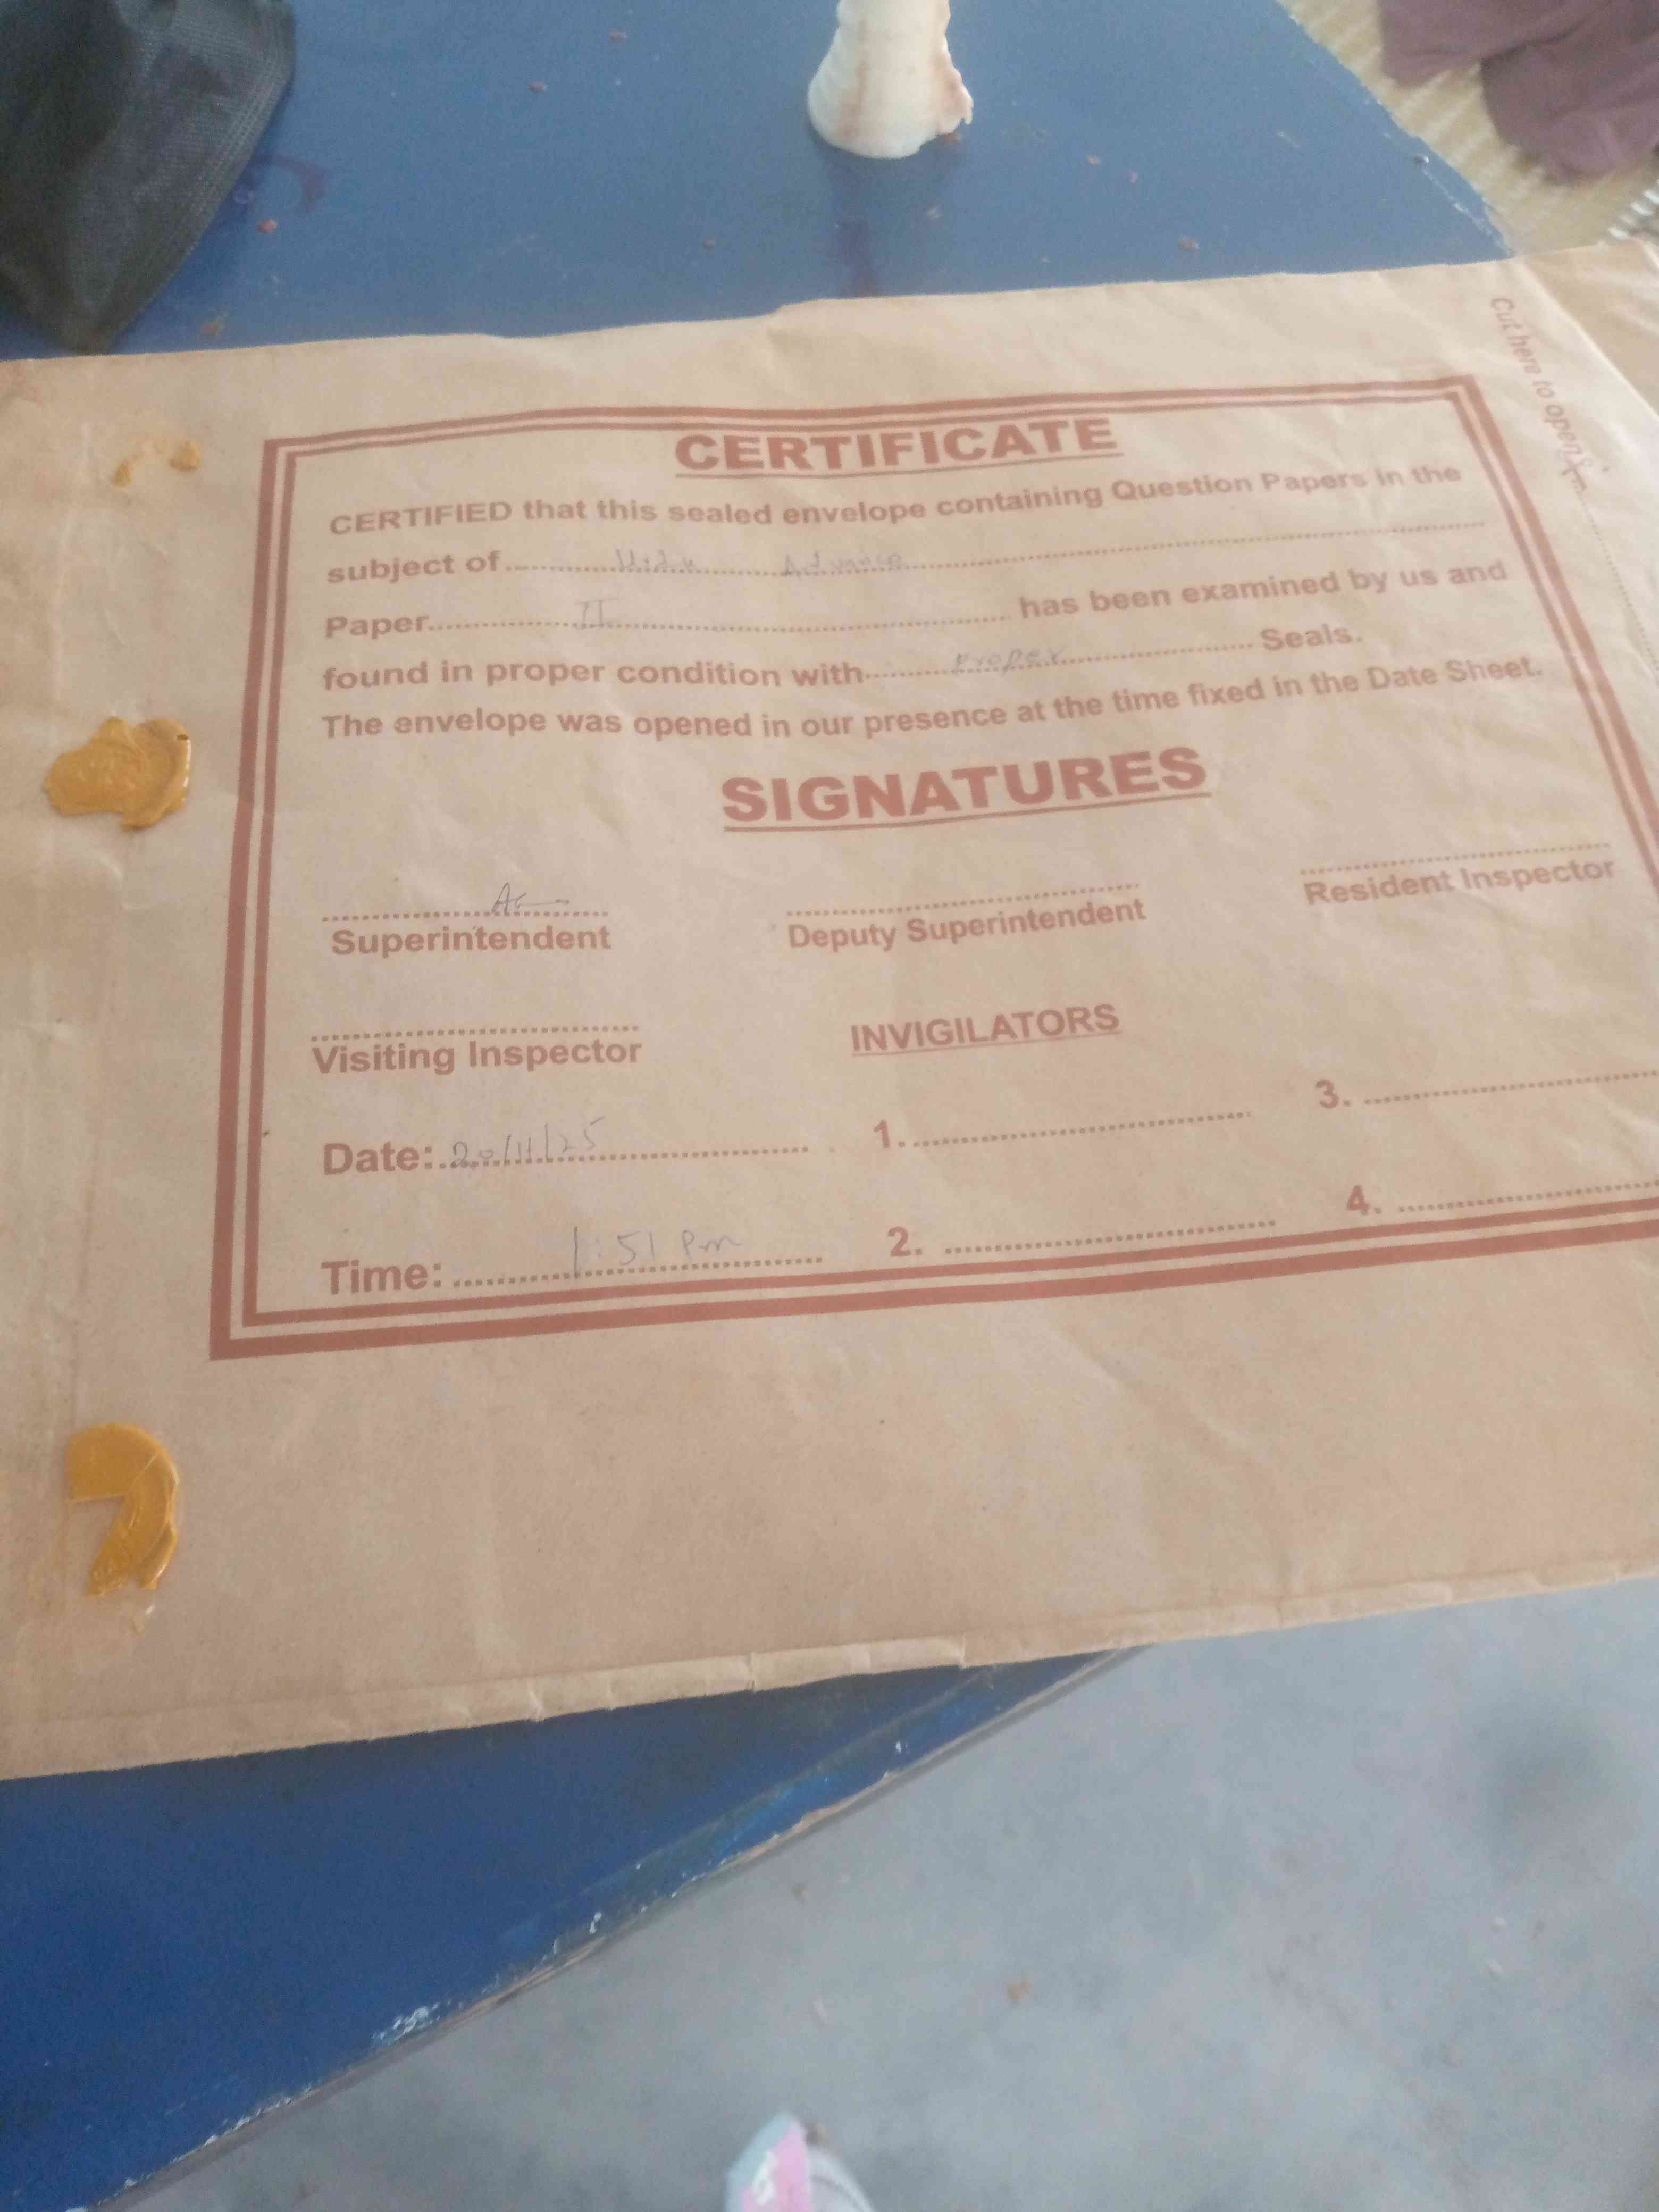 Cut here to open
CERTIFICATE
CERTIFIED that this sealed envelope containing Question Papers in the
subject of Urdu Advance
Paper II has been examined by us and
found in proper condition with proper Seals.
The envelope was opened in our presence at the time fixed in the Date Sheet.
SIGNATURES
Superintendent Deputy Superintendent Resident Inspector
Visiting Inspector INVIGILATORS
Date: 20/11/25 1. 3.
Time: 1:51 Pm 2. 4.